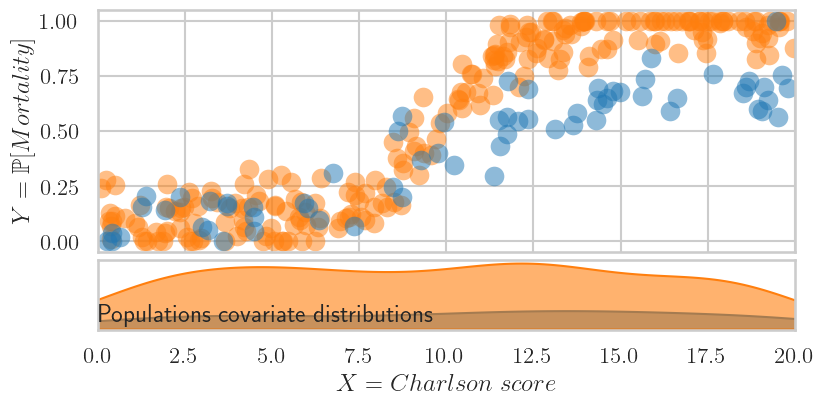 1.00
0.75
0.50
0.25
0.00
Y = ℙ[Mortality]
Populations covariate distributions
0.0 2.5 5.0 7.5 10.0 12.5 15.0 17.5 20.0
X = Charlson score